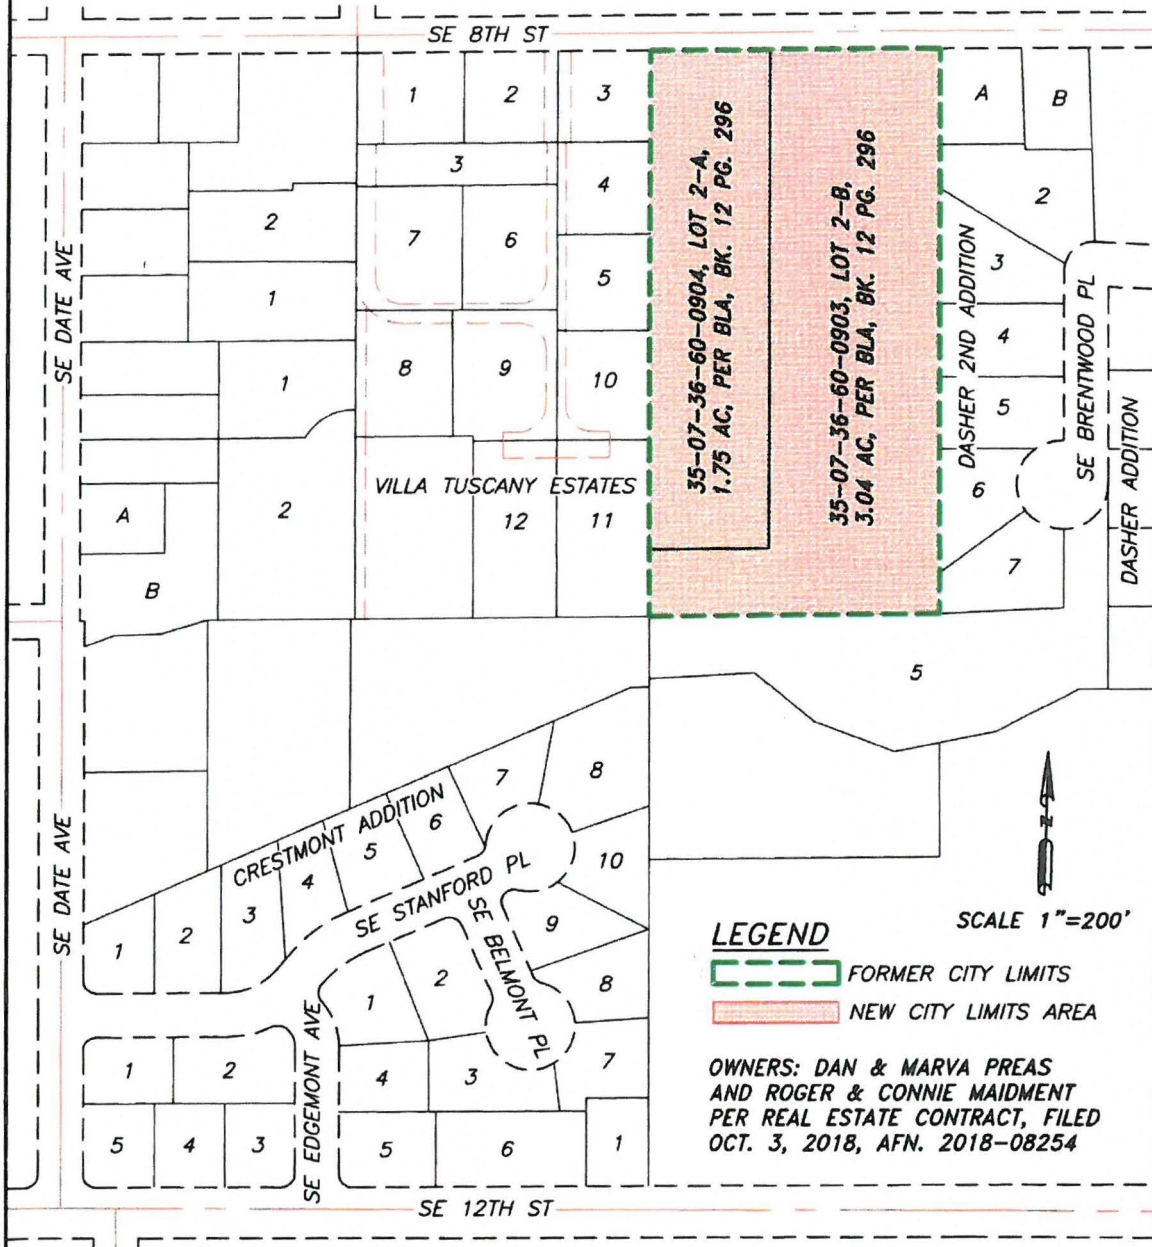 SE 8TH ST
1
2
3
A
B
3
4
2
2
7
6
5
3
1
4
8
9
10
1
5
VILLA TUSCANY ESTATES
6
A
2
12
11
7
B
SE DATE AVE
35-07-36-60-0904, LOT 2-A,
1.75 AC, PER BLA, BK. 12 PG. 296
35-07-36-60-0903, LOT 2-B,
3.04 AC, PER BLA, BK. 12 PG. 296
DASHER 2ND ADDITION
SE BRENTWOOD PL
DASHER ADDITION
5
7
8
6
CRESTMONT ADDITION
5
4
10
3
2
1
SE STANFORD PL
9
SE DATE AVE
SE BELMONT PL
2
8
1
N
SCALE 1"=200'
LEGEND
FORMER CITY LIMITS
NEW CITY LIMITS AREA
1
2
4
3
7
SE EDGEMONT AVE
5
4
3
5
6
1
OWNERS: DAN & MARVA PREAS
AND ROGER & CONNIE MAIDMENT
PER REAL ESTATE CONTRACT, FILED
OCT. 3, 2018, AFN. 2018-08254
SE 12TH ST